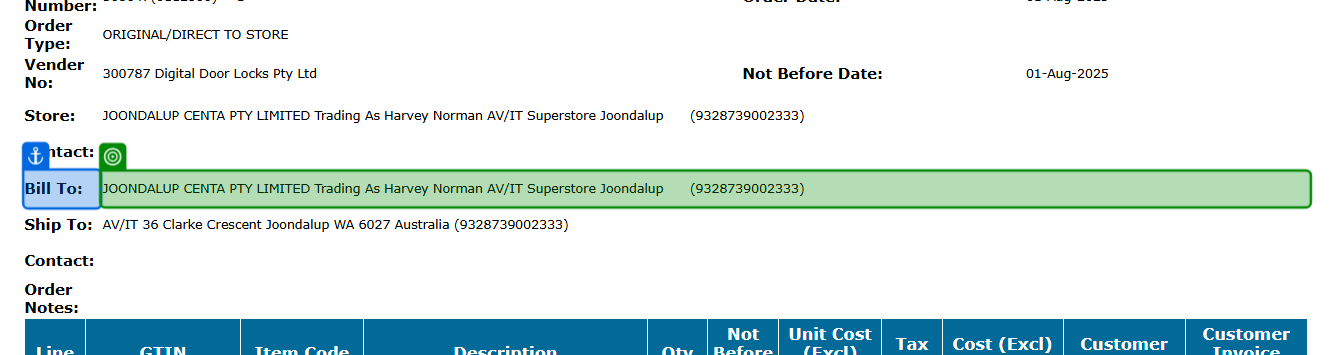 Number:
Order Date:
Order Type:
ORIGINAL/DIRECT TO STORE
Vender No:
300787 Digital Door Locks Pty Ltd
Not Before Date:
01-Aug-2025
Store:
JOONDALUP CENTA PTY LIMITED Trading As Harvey Norman AV/IT Superstore Joondalup (9328739002333)
ntact:
Bill To:
JOONDALUP CENTA PTY LIMITED Trading As Harvey Norman AV/IT Superstore Joondalup (9328739002333)
Ship To:
AV/IT 36 Clarke Crescent Joondalup WA 6027 Australia (9328739002333)
Contact:
Order Notes:
Line GTIN Item Code Description Qty Not Before Unit Cost (Excl) Tax Cost (Excl) Customer Customer Invoice